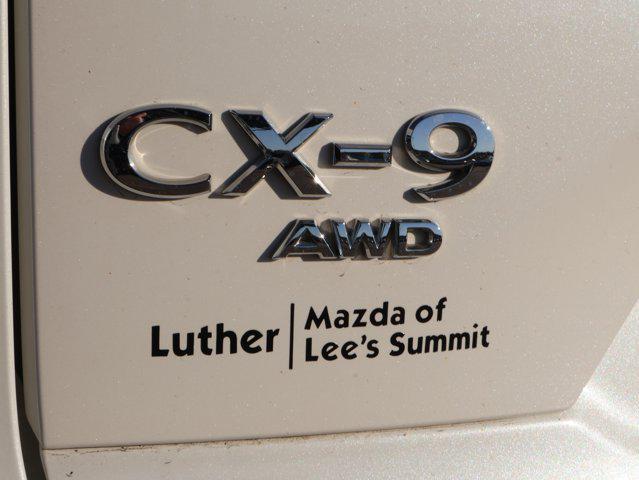 CX-9
AWD
Luther | Mazda of
Lee's Summit